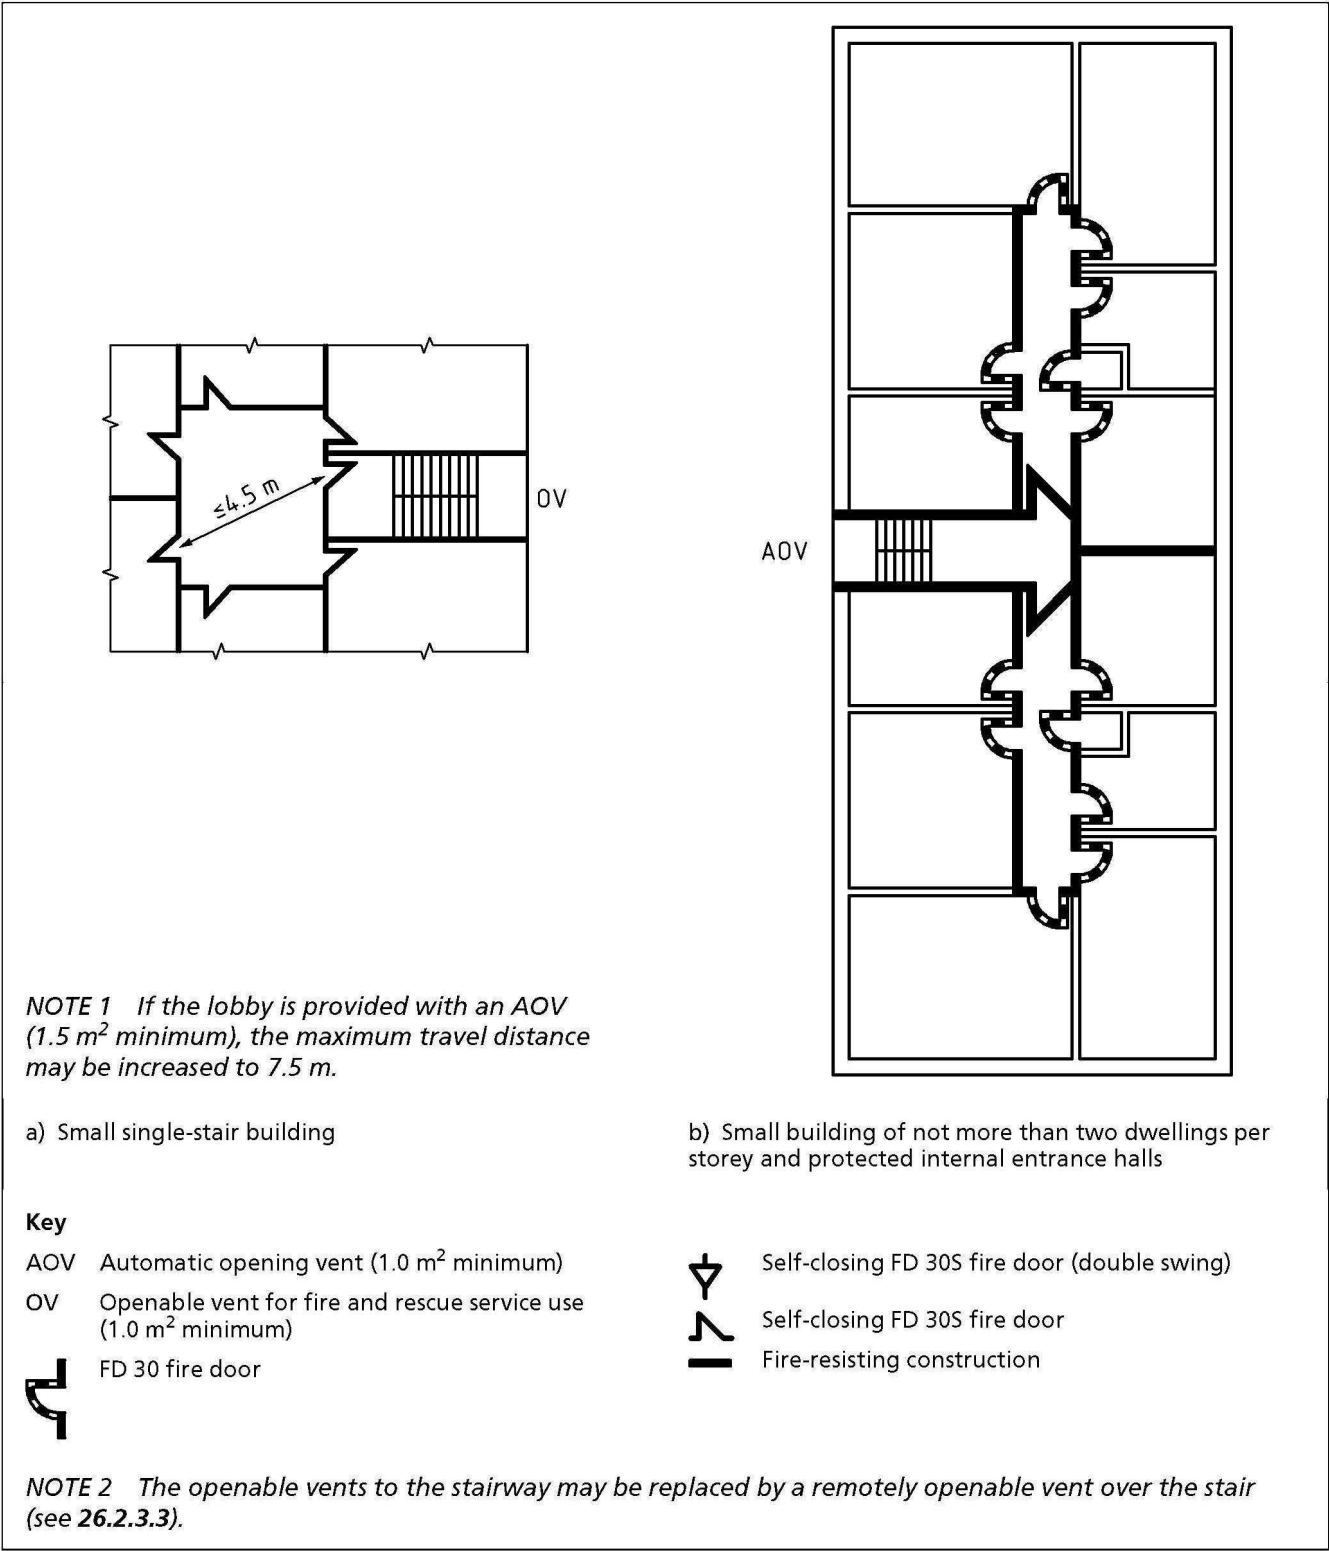 ≤4.5 m
OV
AOV
NOTE 1 If the lobby is provided with an AOV
(1.5 m² minimum), the maximum travel distance
may be increased to 7.5 m.
a) Small single-stair building
b) Small building of not more than two dwellings per
storey and protected internal entrance halls
Key
AOV Automatic opening vent (1.0 m² minimum)
OV Openable vent for fire and rescue service use
(1.0 m² minimum)
FD 30 fire door
Self-closing FD 30S fire door (double swing)
Self-closing FD 30S fire door
Fire-resisting construction
NOTE 2 The openable vents to the stairway may be replaced by a remotely openable vent over the stair
(see 26.2.3.3).